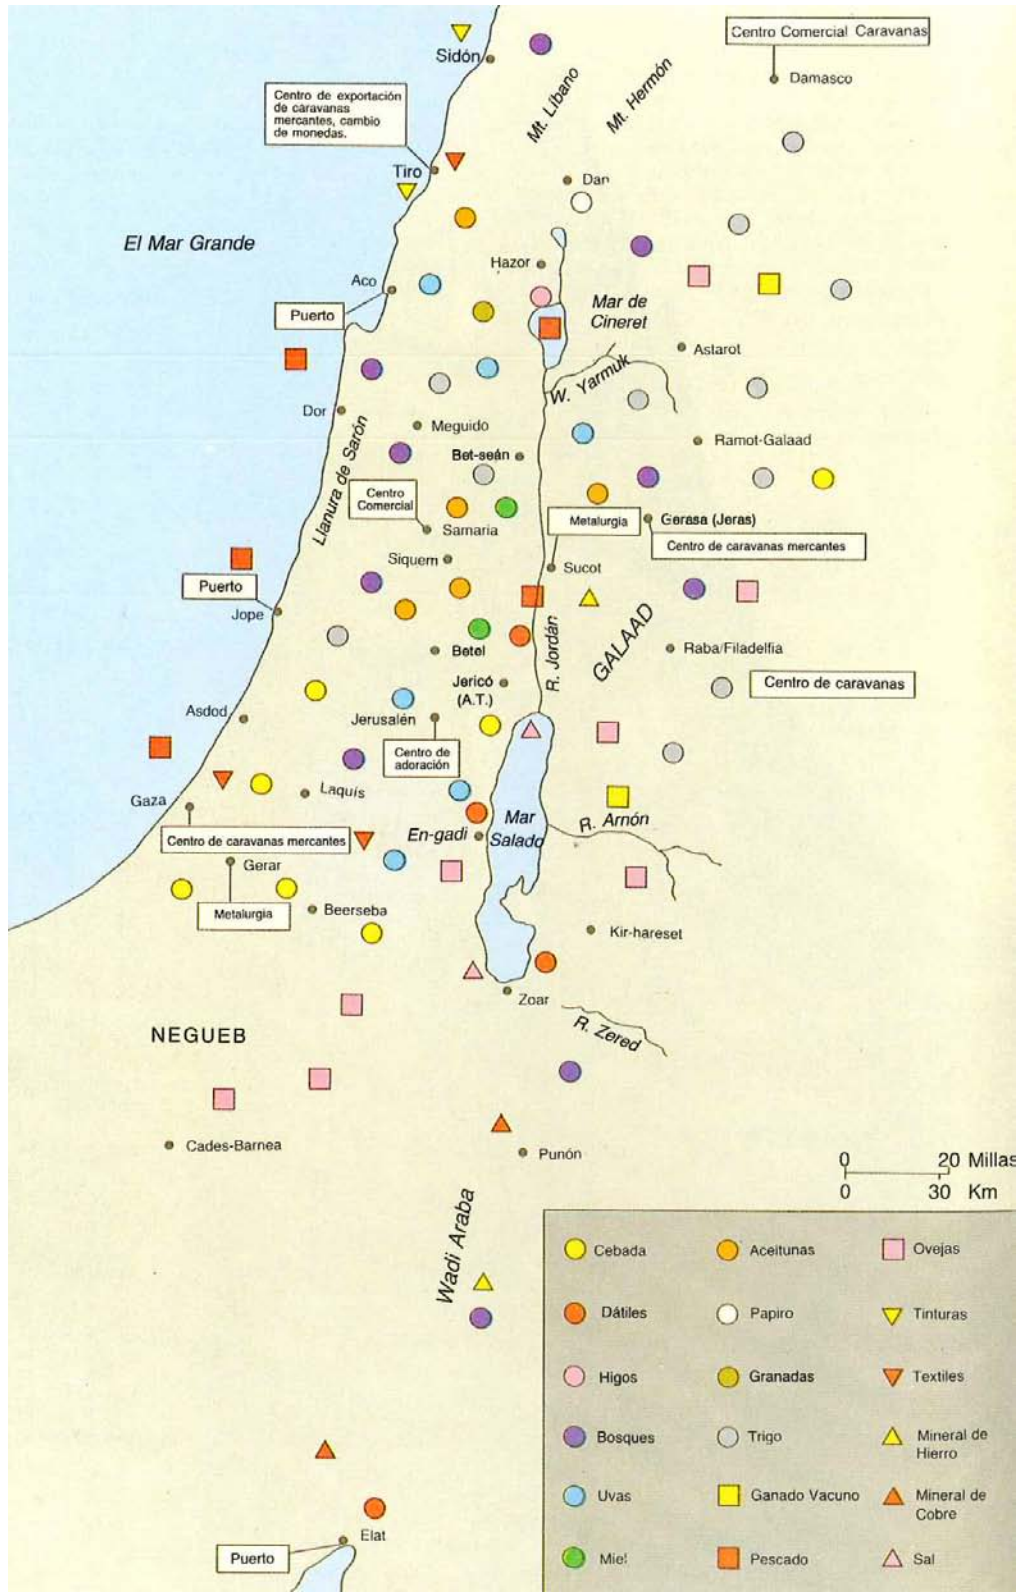 Centro Comercial Caravanas
Sidón
Damasco
Mt. Líbano
Mt. Hermón
Centro de exportación
de caravanas
mercantes, cambio
de monedas.
Tiro
Dan
El Mar Grande
Hazor
Aco
Puerto
Mar de
Cineret
Astarot
W. Yarmuk
Dor
Meguido
Ramot-Galaad
Llanura de Sarón
Bet-seán
Centro
Comercial
Samaria
Metalurgia
Gerasa (Jeras)
Centro de caravanas mercantes
Siquem
Sucot
Puerto
Jope
R. Jordán
GALAAD
Betel
Raba/Filadelfia
Jericó
(A.T.)
Centro de caravanas
Asdod
Jerusalén
Centro de
adoración
Laquís
Gaza
Mar
Salado
R. Arnón
En-gadi
Centro de caravanas mercantes
Gerar
Metalurgia
Beerseba
Kir-hareset
Zoar
R. Zered
NEGUEB
Cades-Barnea
Punón
0 20 Millas
0 30 Km
Wadi Araba
Cebada
Aceitunas
Ovejas
Dátiles
Papiro
Tinturas
Higos
Granadas
Textiles
Bosques
Trigo
Mineral de
Hierro
Uvas
Ganado Vacuno
Mineral de
Cobre
Miel
Pescado
Sal
Elat
Puerto